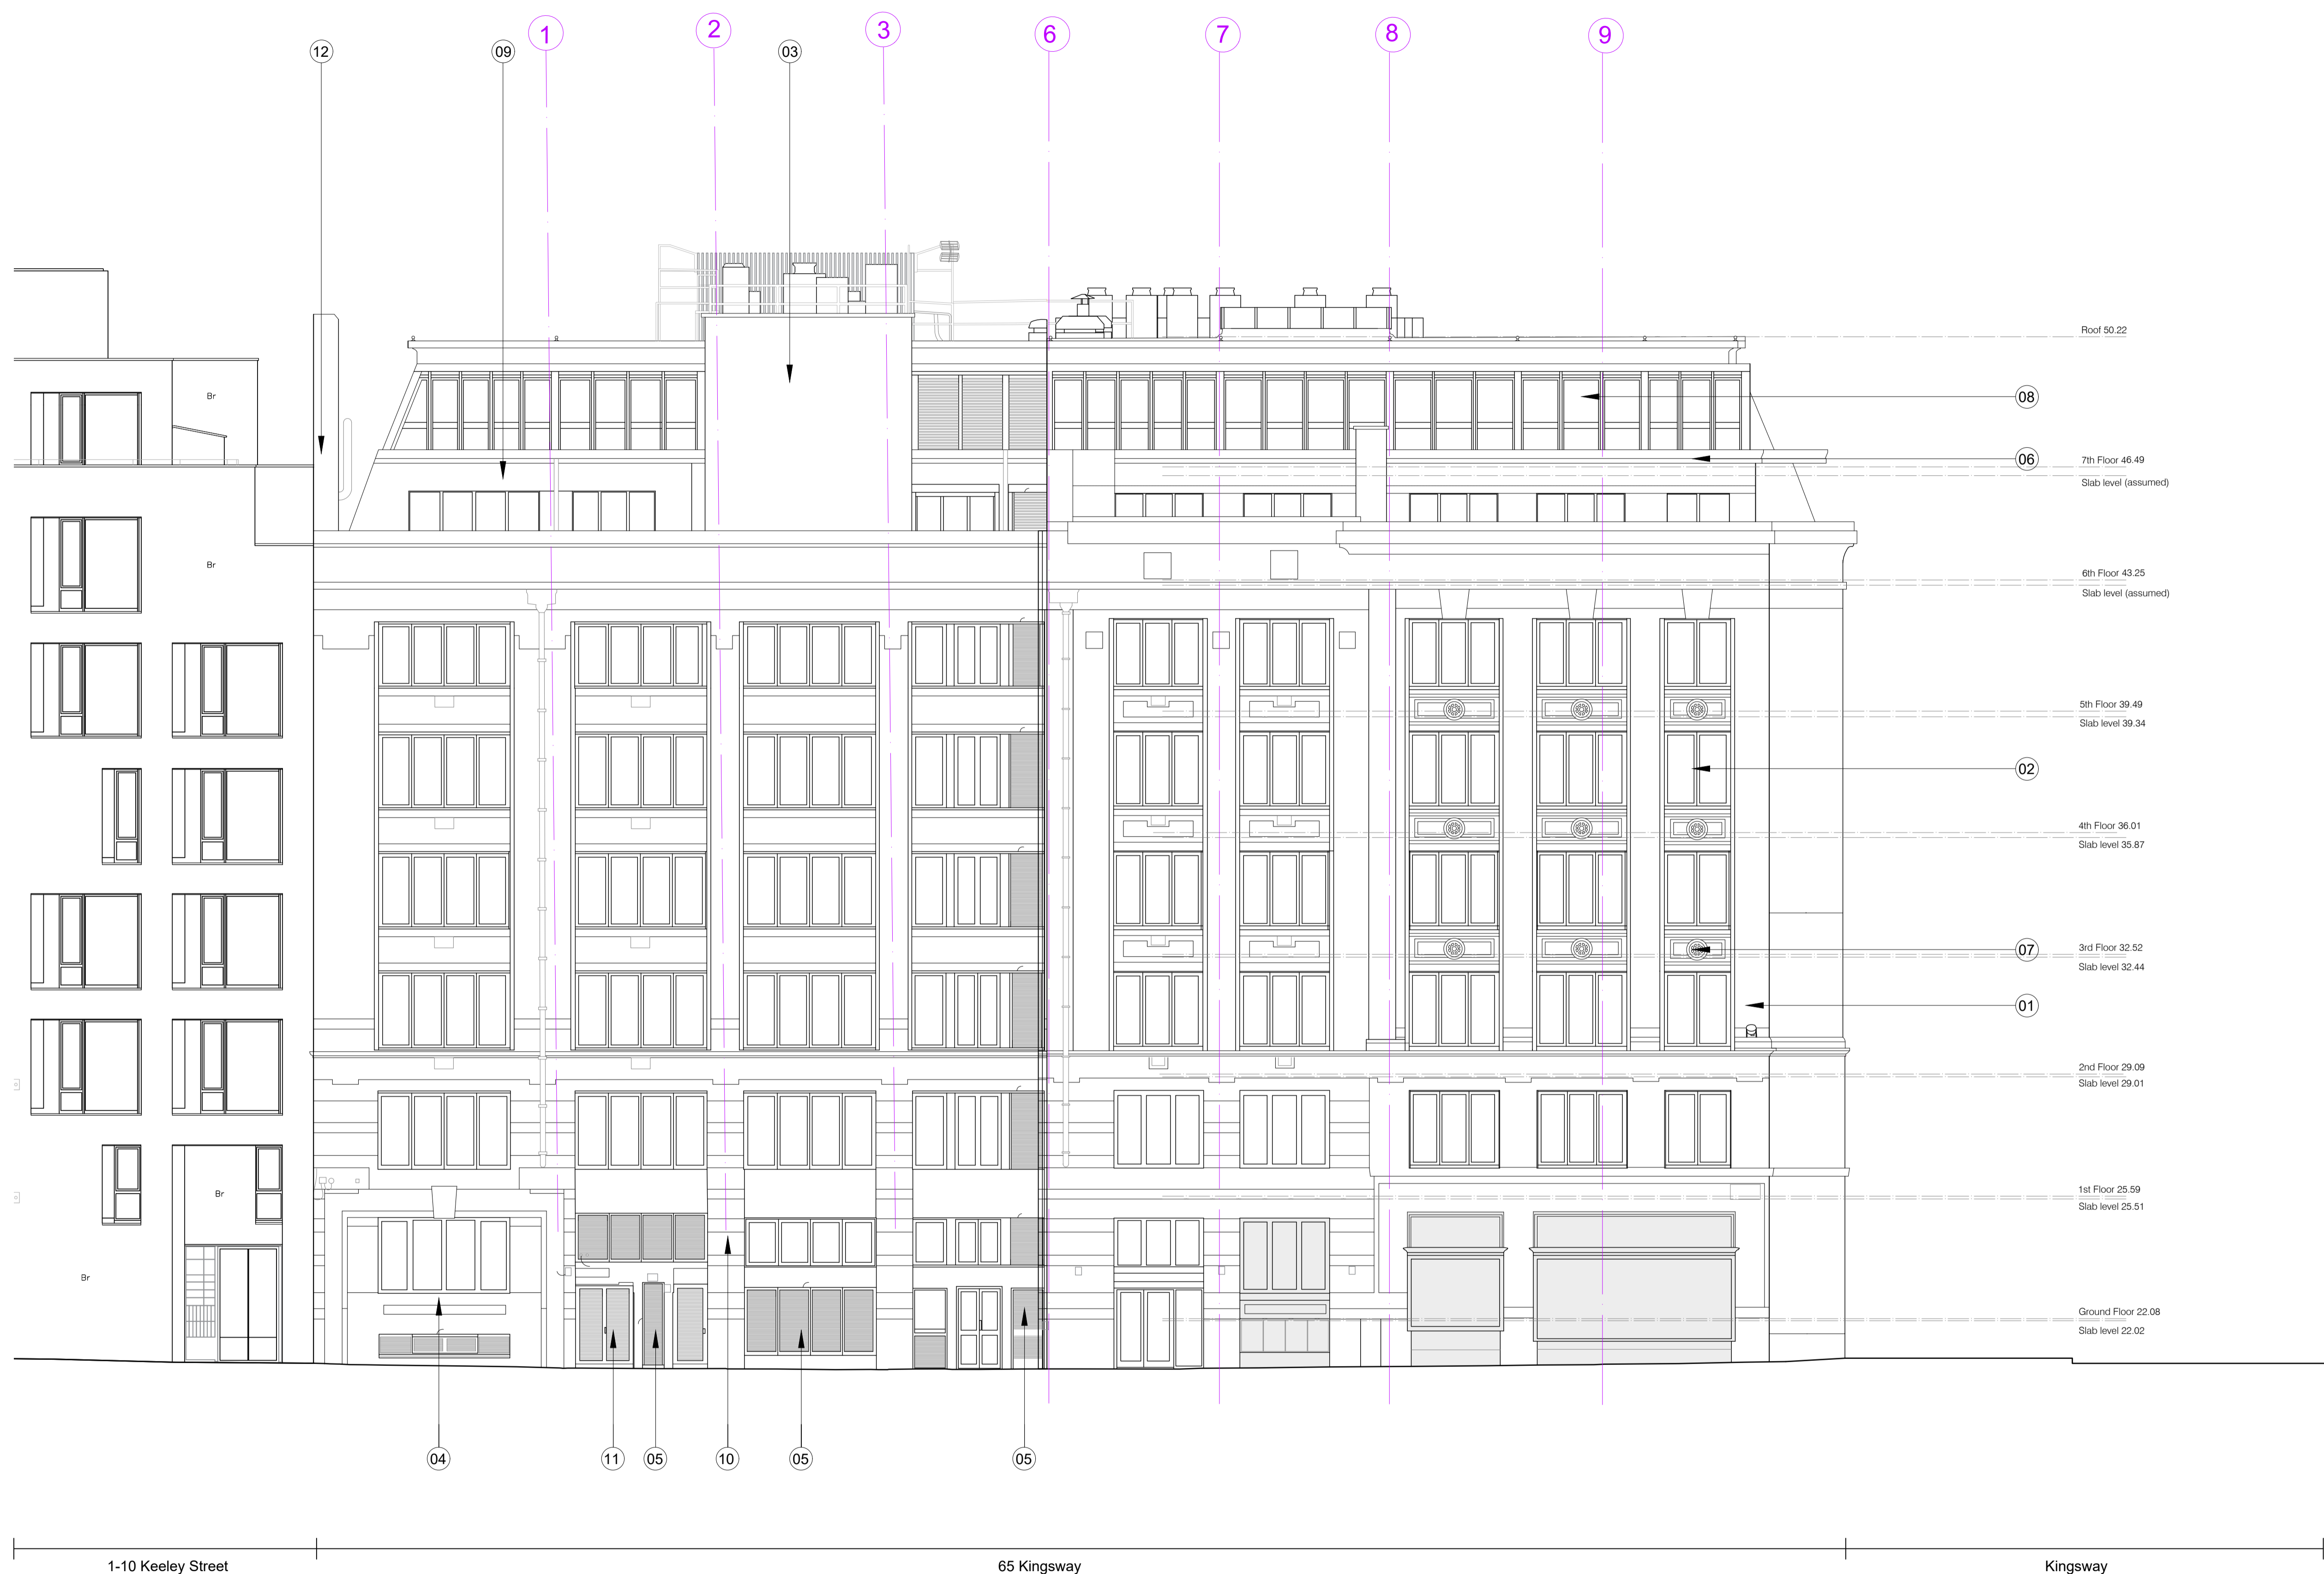 1
2
3
6
7
8
9
12
09
03
Roof 50.22
Br
08
06
7th Floor 46.49
Slab level (assumed)
Br
6th Floor 43.25
Slab level (assumed)
5th Floor 39.49
Slab level 39.34
02
4th Floor 36.01
Slab level 35.87
07
3rd Floor 32.52
Slab level 32.44
01
2nd Floor 29.09
Slab level 29.01
Br
1st Floor 25.59
Slab level 25.51
Br
Ground Floor 22.08
Slab level 22.02
04
11
05
10
05
05
1-10 Keeley Street
65 Kingsway
Kingsway